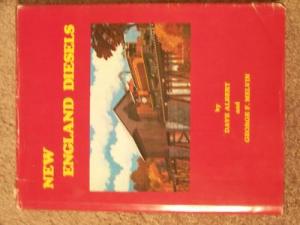 NEW
ENGLAND DIESELS
by
DAVE ALBERT
and
GEORGE F. MELVIN